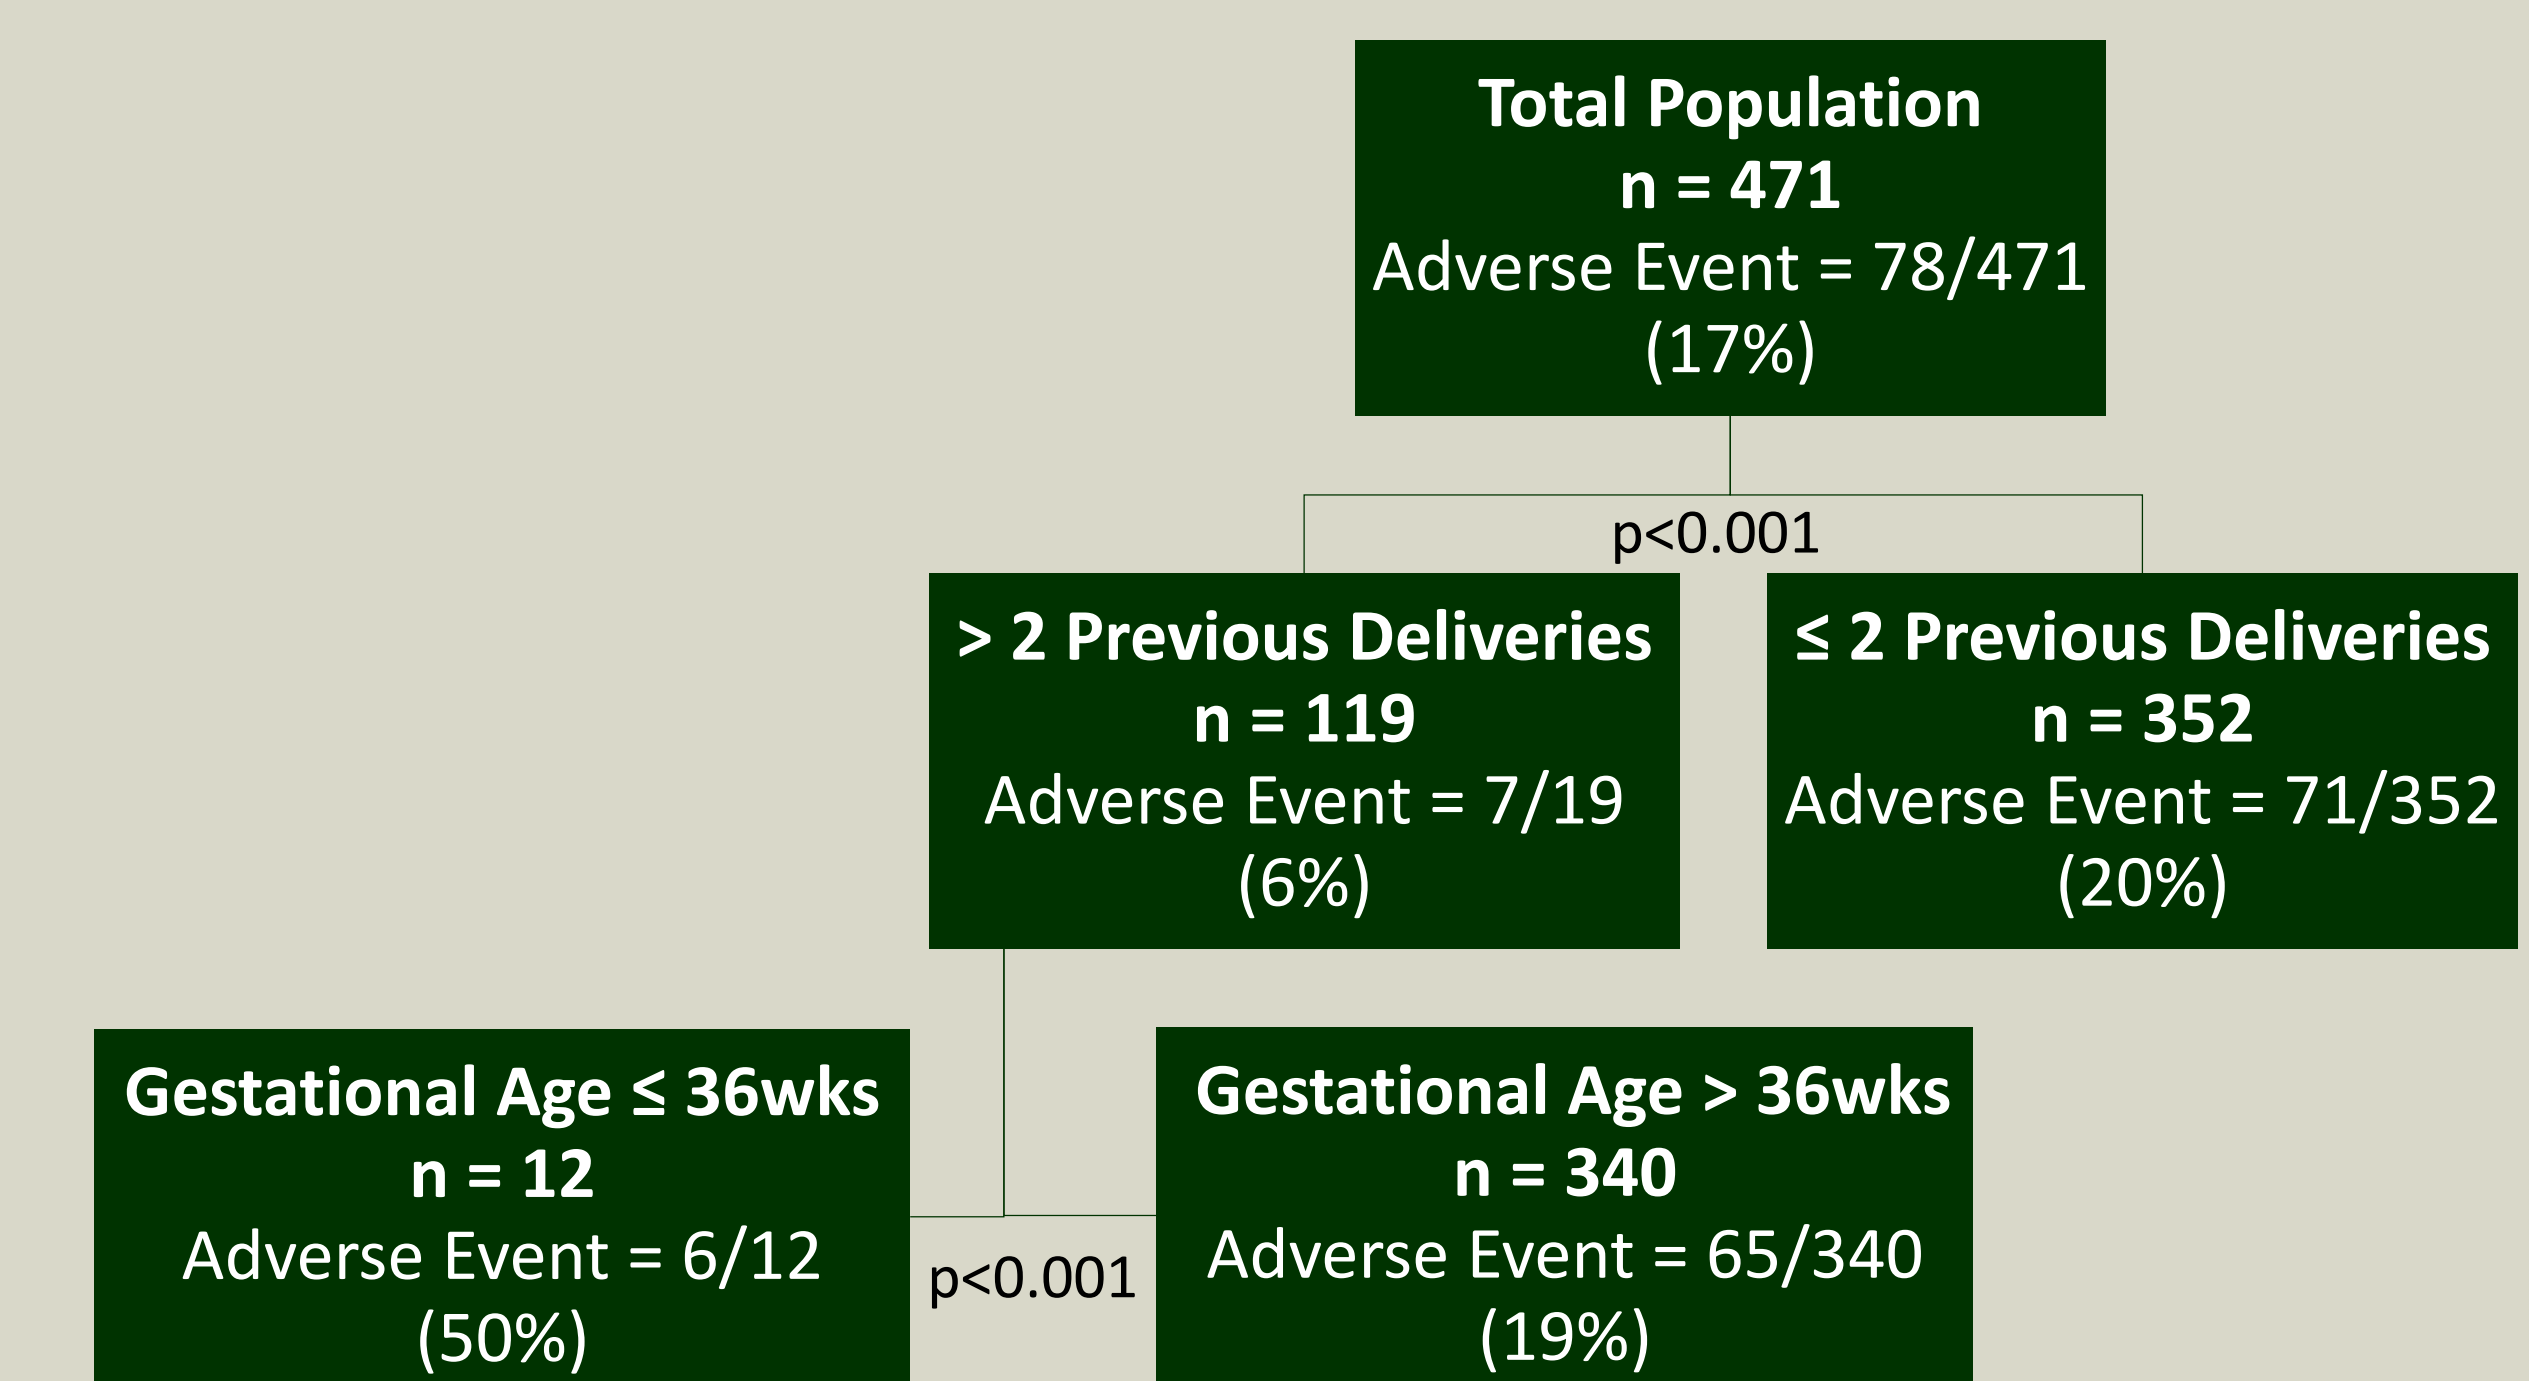 Total Population
n = 471
Adverse Event = 78/471
(17%)
p<0.001
> 2 Previous Deliveries
n = 119
Adverse Event = 7/19
(6%)
≤ 2 Previous Deliveries
n = 352
Adverse Event = 71/352
(20%)
Gestational Age ≤ 36wks
n = 12
Adverse Event = 6/12
(50%)
p<0.001
Gestational Age > 36wks
n = 340
Adverse Event = 65/340
(19%)